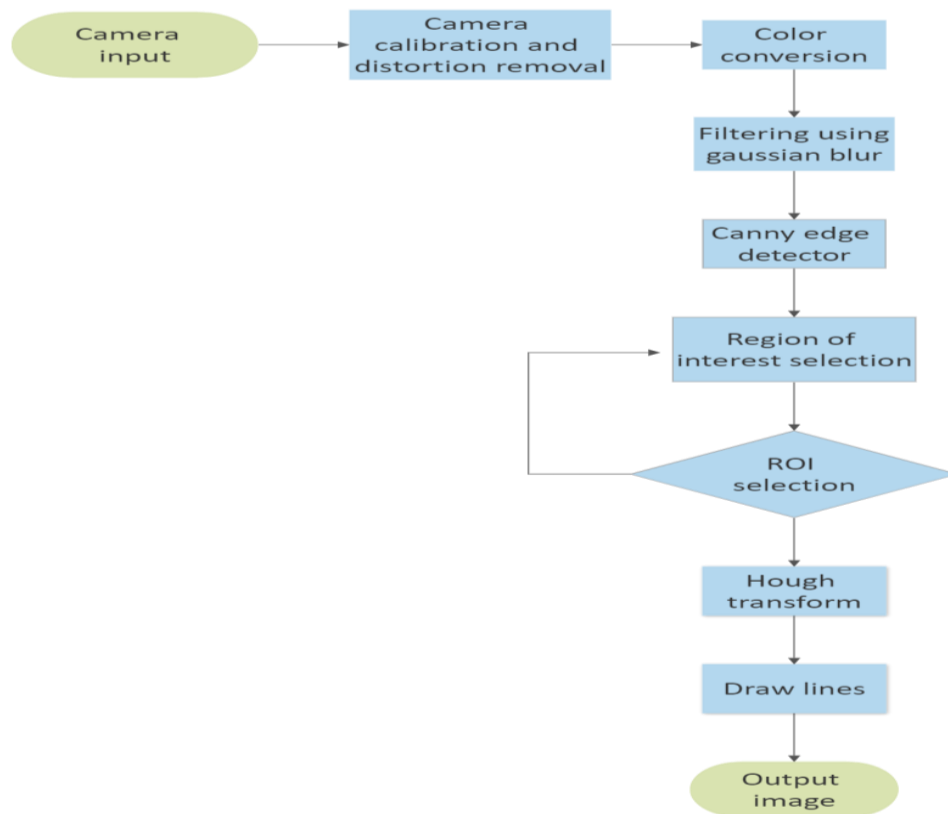 Camera
input
Camera
calibration and
distortion removal
Color
conversion
Filtering using
gaussian blur
Canny edge
detector
Region of
interest selection
ROI
selection
Hough
transform
Draw lines
Output
image